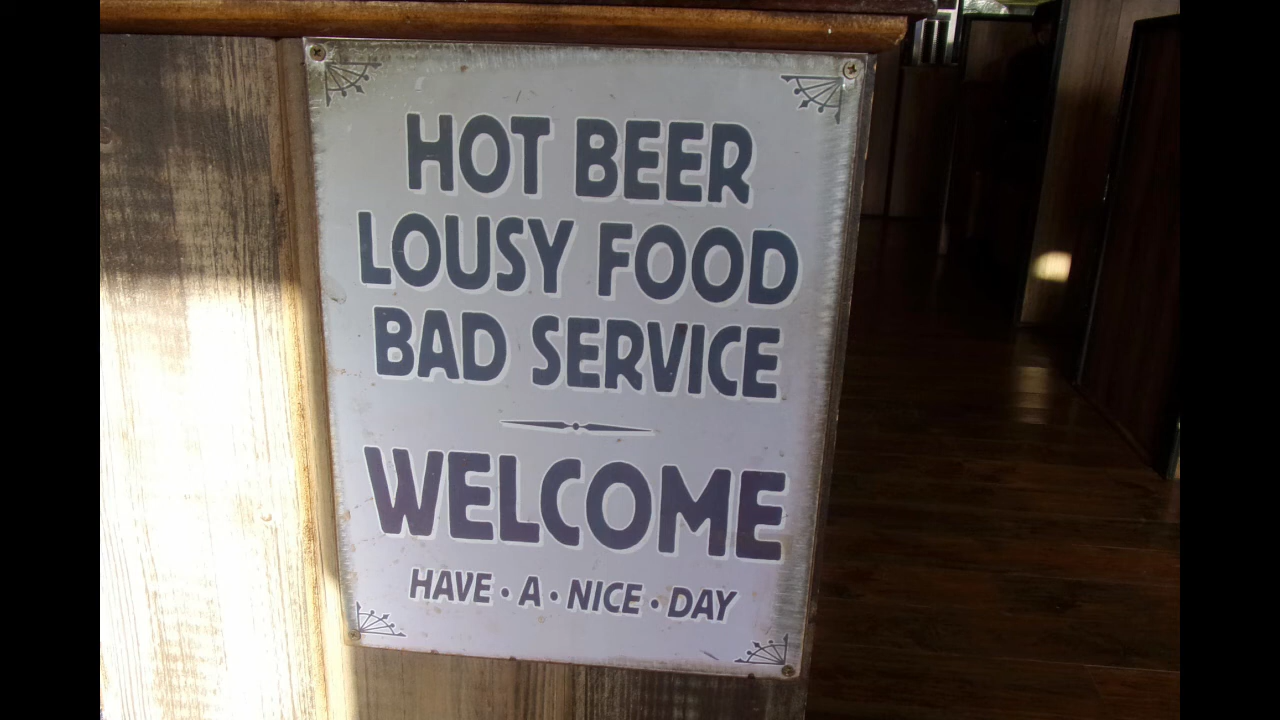 HOT BEER
LOUSY FOOD
BAD SERVICE
WELCOME
HAVE · A · NICE · DAY